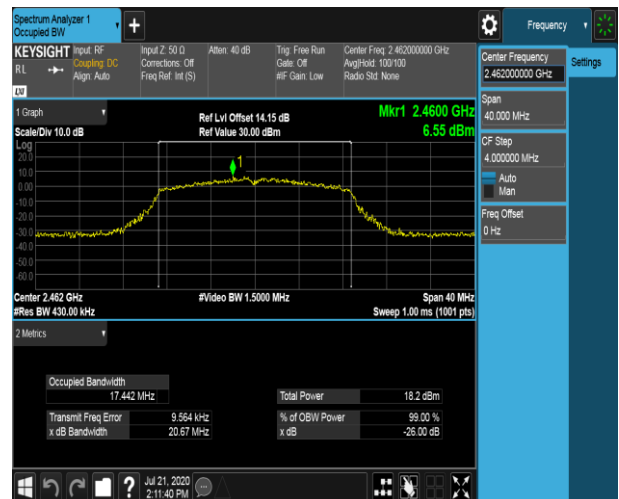 Spectrum Analyzer 1
Occupied BW
Frequency
KEYSIGHT
RL
LXI
Input: RF
Coupling: DC
Align: Auto
Input Z: 50 Ω
Corrections: Off
Freq Ref: Int (S)
Atten: 40 dB
Trig: Free Run
Gate: Off
#IF Gain: Low
Center Freq: 2.462000000 GHz
Avg|Hold: 100/100
Radio Std: None
Center Frequency
2.462000000 GHz
Settings
Span
40.000 MHz
CF Step
4.000000 MHz
Auto
Man
Freq Offset
0 Hz
1 Graph
Scale/Div 10.0 dB
Ref Lvl Offset 14.15 dB
Ref Value 30.00 dBm
Mkr1 2.4600 GHz
6.55 dBm
Log
20.0
10.0
0.00
-10.0
-20.0
-30.0
-40.0
-50.0
-60.0
1
Center 2.462 GHz
#Res BW 430.00 kHz
#Video BW 1.5000 MHz
Span 40 MHz
Sweep 1.00 ms (1001 pts)
2 Metrics
Occupied Bandwidth
17.442 MHz
Total Power 18.2 dBm
Transmit Freq Error 9.564 kHz
% of OBW Power 99.00 %
x dB Bandwidth 20.67 MHz
x dB -26.00 dB
?
Jul 21, 2020
2:11:40 PM